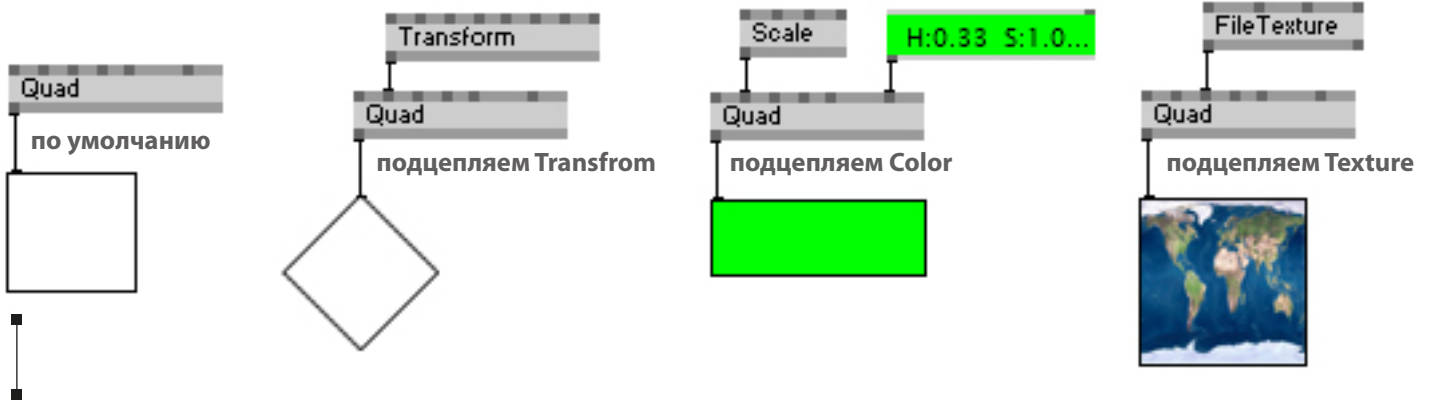 Quad
по умолчанию
Transform
Quad
подцепляем Transfrom
Scale
H:0.33 S:1.0...
Quad
подцепляем Color
FileTexture
Quad
подцепляем Texture